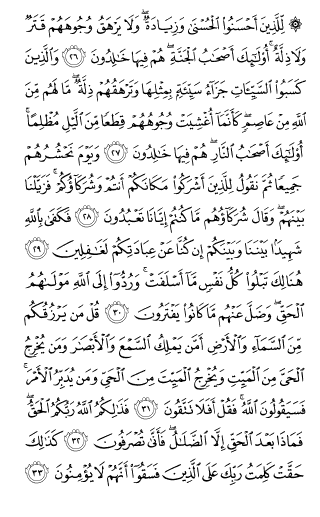 ۞ لِّلَّذِينَ أَحْسَنُوا۟ ٱلْحُسْنَىٰ وَزِيَادَةٌ ۖ وَلَا يَرْهَقُ وُجُوهَهُمْ قَتَرٌ
وَلَا ذِلَّةٌ ۚ أُو۟لَـٰٓئِكَ أَصْحَـٰبُ ٱلْجَنَّةِ ۖ هُمْ فِيهَا خَـٰلِدُونَ ٢٦ وَٱلَّذِينَ
كَسَبُوا۟ ٱلسَّيِّـَٔاتِ جَزَآءُ سَيِّئَةٍۭ بِمِثْلِهَا وَتَرْهَقُهُمْ ذِلَّةٌ ۖ مَّا لَهُم مِّنَ
ٱللَّهِ مِنْ عَاصِمٍ ۖ كَأَنَّمَآ أُغْشِيَتْ وُجُوهُهُمْ قِطَعًا مِّنَ ٱلَّيْلِ مُظْلِمًا ۚ
أُو۟لَـٰٓئِكَ أَصْحَـٰبُ ٱلنَّارِ ۖ هُمْ فِيهَا خَـٰلِدُونَ ٢٧ وَيَوْمَ نَحْشُرُهُمْ
جَمِيعًا ثُمَّ نَقُولُ لِلَّذِينَ أَشْرَكُوا۟ مَكَانَكُمْ أَنتُمْ وَشُرَكَآؤُكُمْ ۚ فَزَيَّلْنَا
بَيْنَهُمْ ۖ وَقَالَ شُرَكَآؤُهُم مَّا كُنتُمْ إِيَّانَا تَعْبُدُونَ ٢٨ فَكَفَىٰ بِٱللَّهِ
شَهِيدًۢا بَيْنَنَا وَبَيْنَكُمْ إِن كُنَّا عَنْ عِبَادَتِكُمْ لَغَـٰفِلِينَ ٢٩
هُنَالِكَ تَبْلُوا۟ كُلُّ نَفْسٍ مَّآ أَسْلَفَتْ ۚ وَرُدُّوٓا۟ إِلَى ٱللَّهِ مَوْلَىٰهُمُ
ٱلْحَقِّ ۖ وَضَلَّ عَنْهُم مَّا كَانُوا۟ يَفْتَرُونَ ٣٠ قُلْ مَن يَرْزُقُكُم
مِّنَ ٱلسَّمَآءِ وَٱلْأَرْضِ أَمَّن يَمْلِكُ ٱلسَّمْعَ وَٱلْأَبْصَـٰرَ وَمَن يُخْرِجُ
ٱلْحَىَّ مِنَ ٱلْمَيِّتِ وَيُخْرِجُ ٱلْمَيِّتَ مِنَ ٱلْحَىِّ وَمَن يُدَبِّرُ ٱلْأَمْرَ ۚ
فَسَيَقُولُونَ ٱللَّهُ ۚ فَقُلْ أَفَلَا تَتَّقُونَ ٣١ فَذَٰلِكُمُ ٱللَّهُ رَبُّكُمُ ٱلْحَقُّ ۖ
فَمَاذَا بَعْدَ ٱلْحَقِّ إِلَّا ٱلضَّلَـٰلُ ۖ فَأَنَّىٰ تُصْرَفُونَ ٣٢ كَذَٰلِكَ
حَقَّتْ كَلِمَتُ رَبِّكَ عَلَى ٱلَّذِينَ فَسَقُوٓا۟ أَنَّهُمْ لَا يُؤْمِنُونَ ٣٣